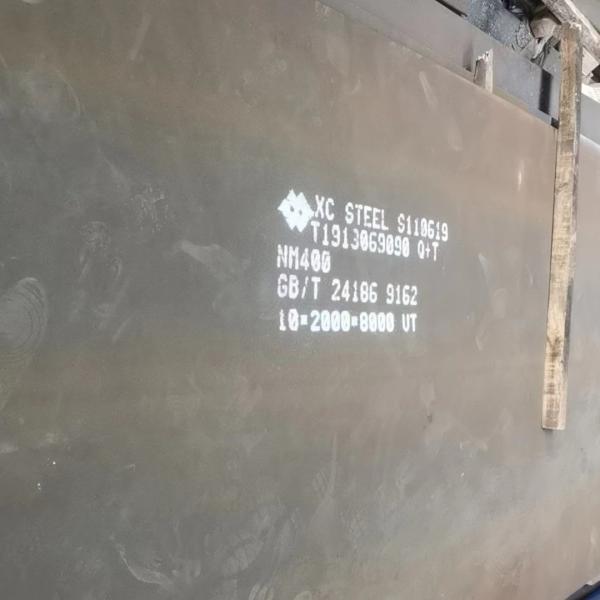 XC STEEL S110619
T1913069090 Q+T
NM400
GB/T 24186 9162
10*2000*8000 UT